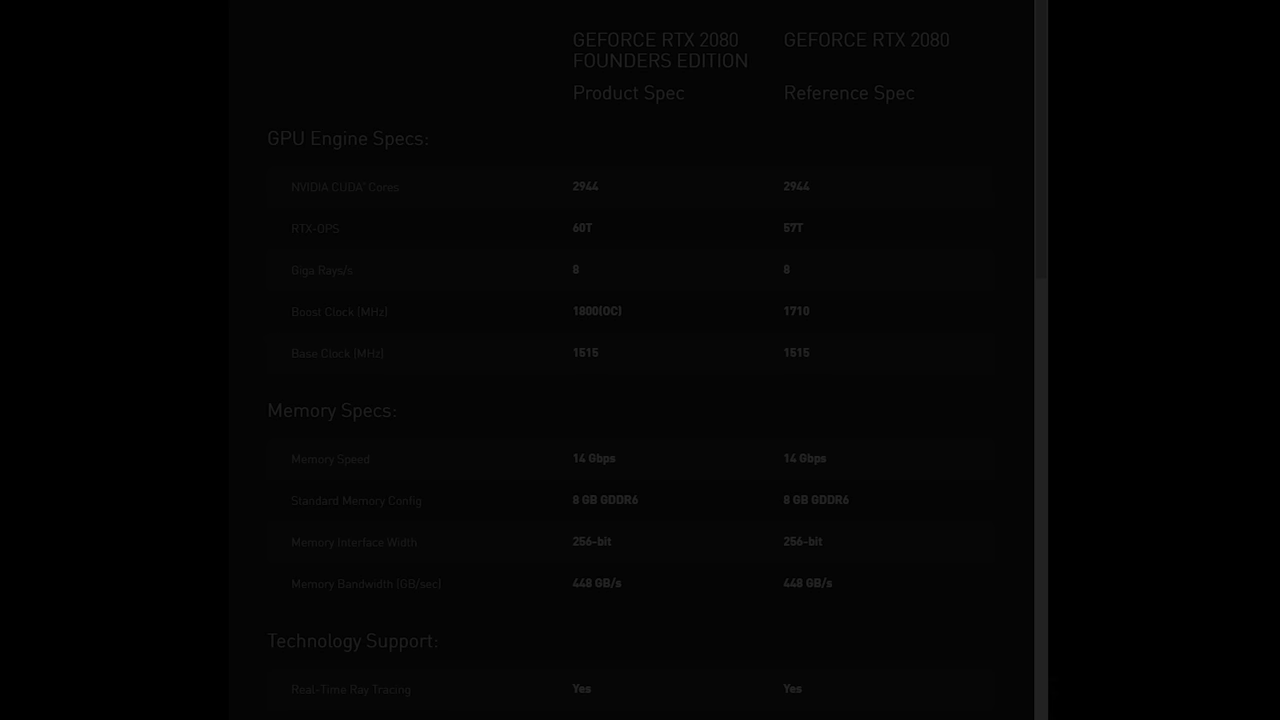 GEFORCE RTX 2080 GEFORCE RTX 2080
FOUNDERS EDITION
Product Spec Reference Spec
GPU Engine Specs:
NVIDIA CUDA® Cores 2944 2944
RTX-OPS 60T 57T
Giga Rays/s 8 8
Boost Clock (MHz) 1800(OC) 1710
Base Clock (MHz) 1515 1515
Memory Specs:
Memory Speed 14 Gbps 14 Gbps
Standard Memory Config 8 GB GDDR6 8 GB GDDR6
Memory Interface Width 256-bit 256-bit
Memory Bandwidth (GB/sec) 448 GB/s 448 GB/s
Technology Support:
Real-Time Ray Tracing Yes Yes